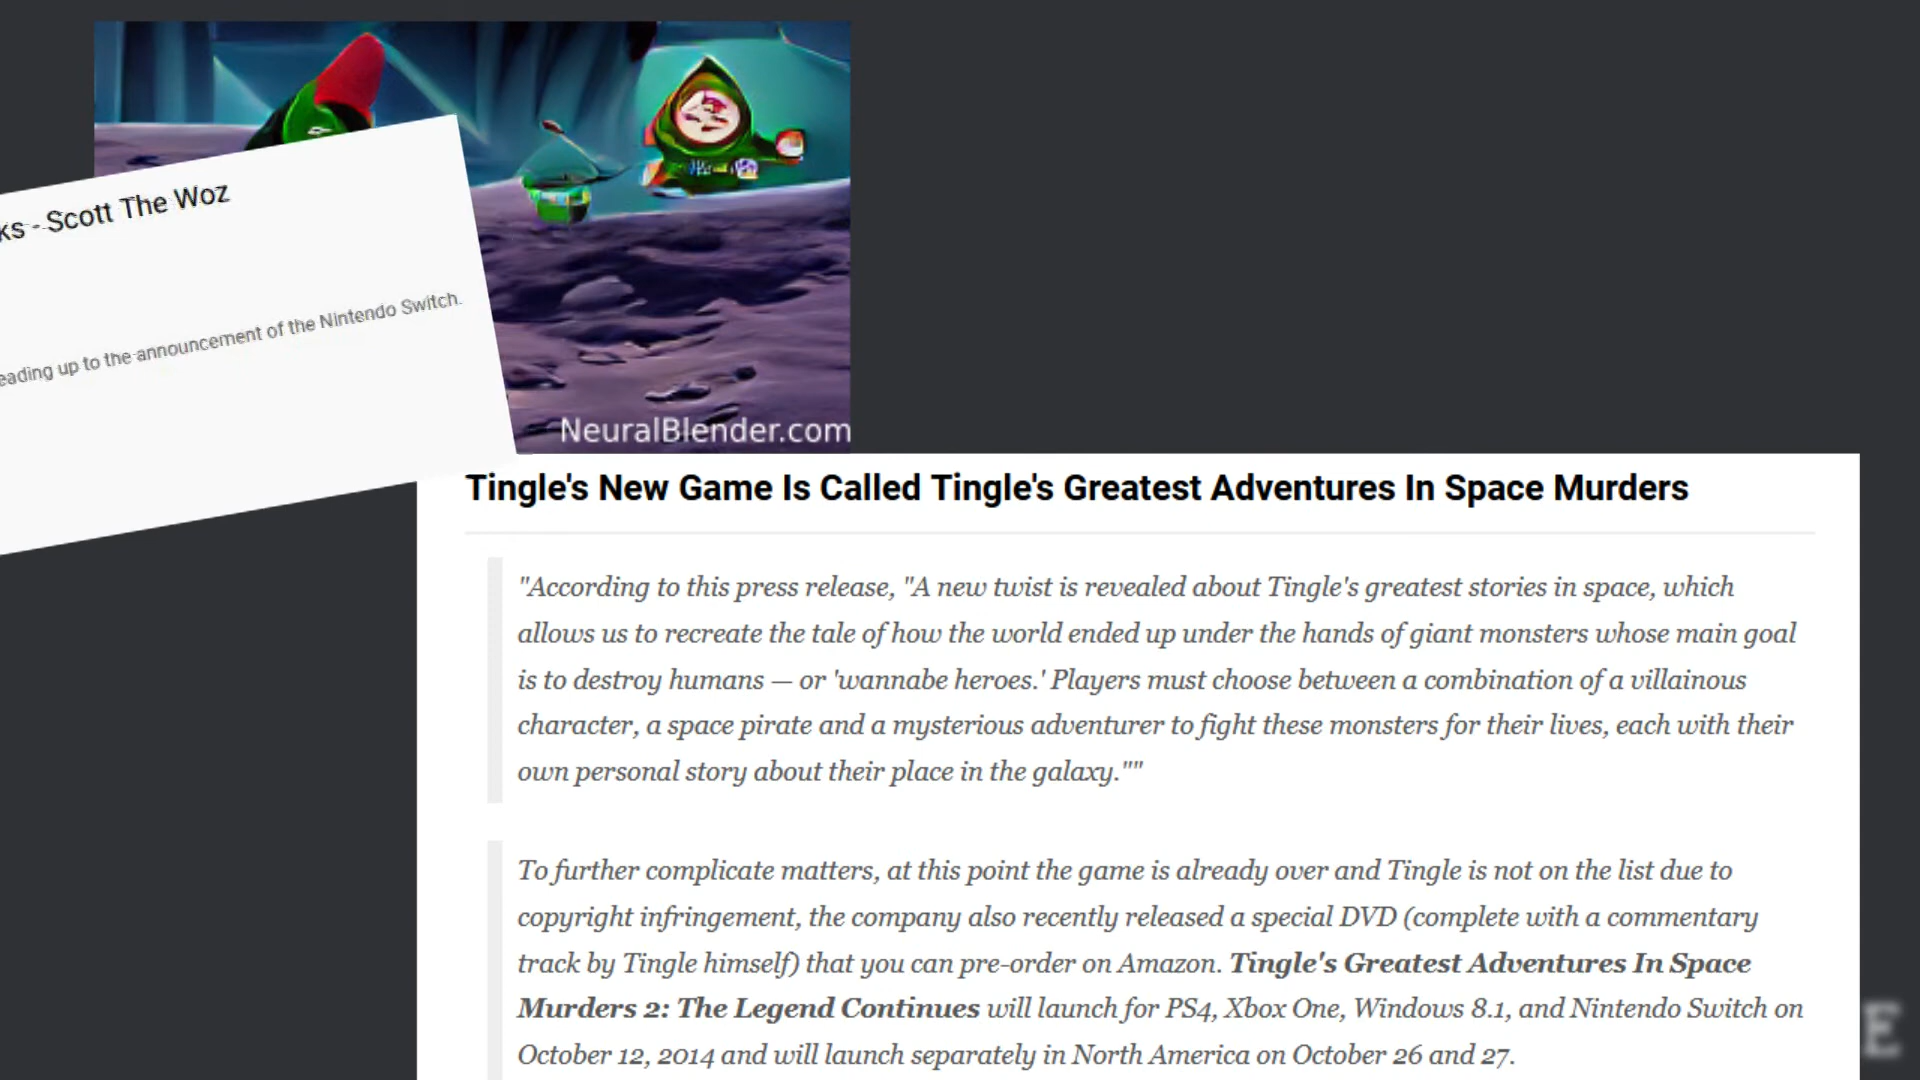 ks - Scott The Woz
eading up to the announcement of the Nintendo Switch.
NeuralBlender.com
Tingle's New Game Is Called Tingle's Greatest Adventures In Space Murders
"According to this press release, "A new twist is revealed about Tingle's greatest stories in space, which
allows us to recreate the tale of how the world ended up under the hands of giant monsters whose main goal
is to destroy humans — or 'wannabe heroes.' Players must choose between a combination of a villainous
character, a space pirate and a mysterious adventurer to fight these monsters for their lives, each with their
own personal story about their place in the galaxy.""
To further complicate matters, at this point the game is already over and Tingle is not on the list due to
copyright infringement, the company also recently released a special DVD (complete with a commentary
track by Tingle himself) that you can pre-order on Amazon. Tingle's Greatest Adventures In Space
Murders 2: The Legend Continues will launch for PS4, Xbox One, Windows 8.1, and Nintendo Switch on
October 12, 2014 and will launch separately in North America on October 26 and 27.
E